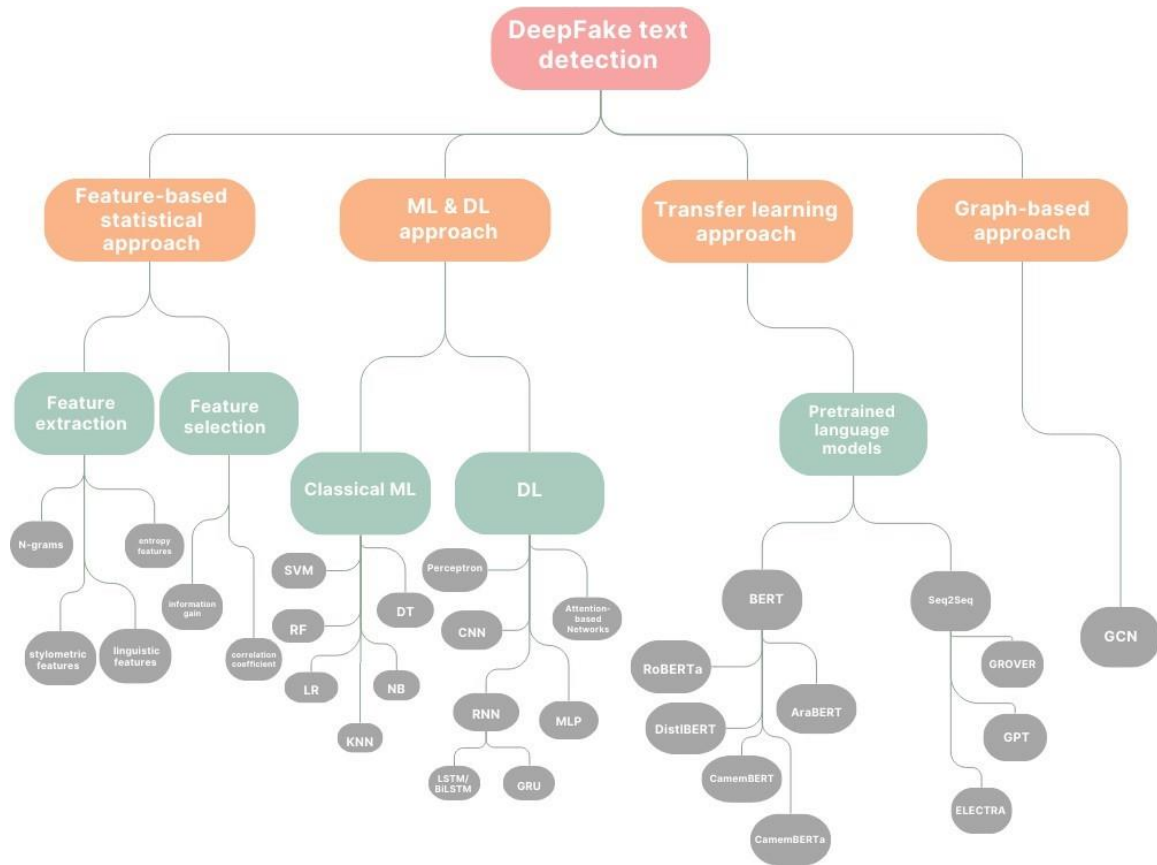 DeepFake text
detection
Feature-based
statistical
approach
ML & DL
approach
Transfer learning
approach
Graph-based
approach
Feature
extraction
Feature
selection
Pretrained
language
models
Classical ML
DL
N-grams
entropy
features
stylometric
features
linguistic
features
information
gain
correlation
coefficient
SVM
DT
RF
LR
NB
KNN
Perceptron
Attention-
based
Networks
CNN
RNN
MLP
LSTM/
BiLSTM
GRU
BERT
Seq2Seq
RoBERTa
AraBERT
DistlBERT
CamemBERT
CamemBERTa
GROVER
GPT
ELECTRA
GCN